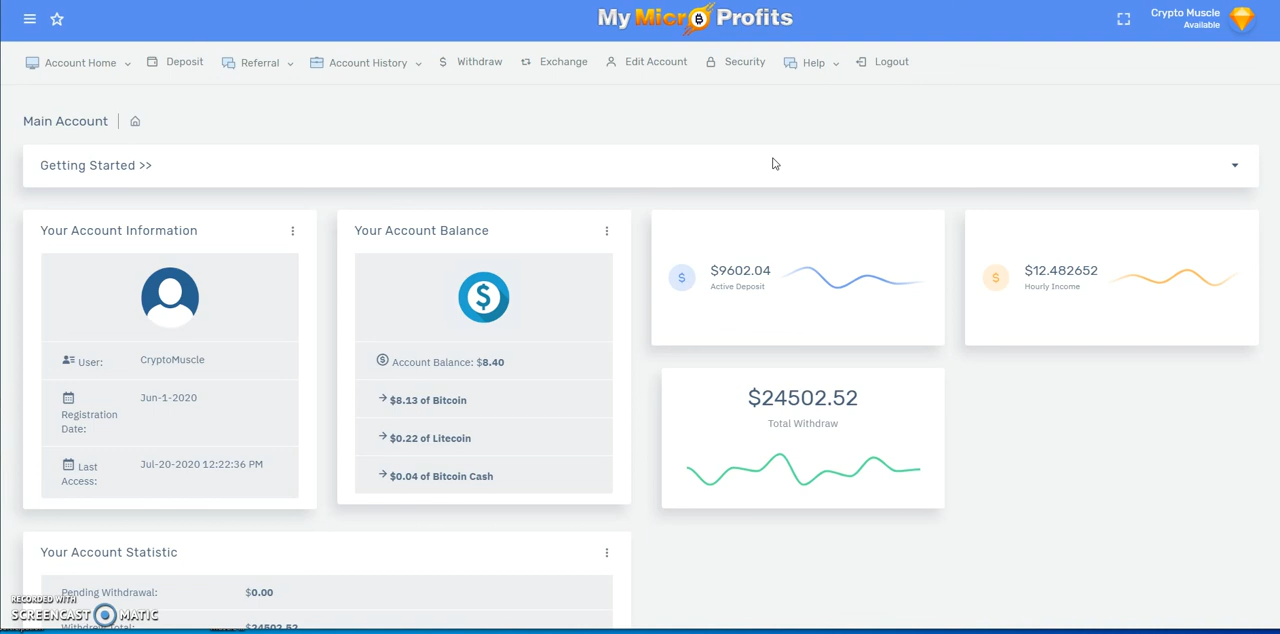 My Micro Profits
Crypto Muscle
Available
Account Home
Deposit
Referral
Account History
$ Withdraw
Exchange
Edit Account
Security
Help
Logout
Main Account
Getting Started >>
Your Account Information
User: CryptoMuscle
Registration Date: Jun-1-2020
Last Access: Jul-20-2020 12:22:36 PM
Your Account Balance
$
Account Balance: $8.40
$8.13 of Bitcoin
$0.22 of Litecoin
$0.04 of Bitcoin Cash
$
$9602.04
Active Deposit
$
$12.482652
Hourly Income
$24502.52
Total Withdraw
Your Account Statistic
Pending Withdrawal: $0.00
Withdrew Total: $24502.52
RECORDED WITH
SCREENCAST MATIC